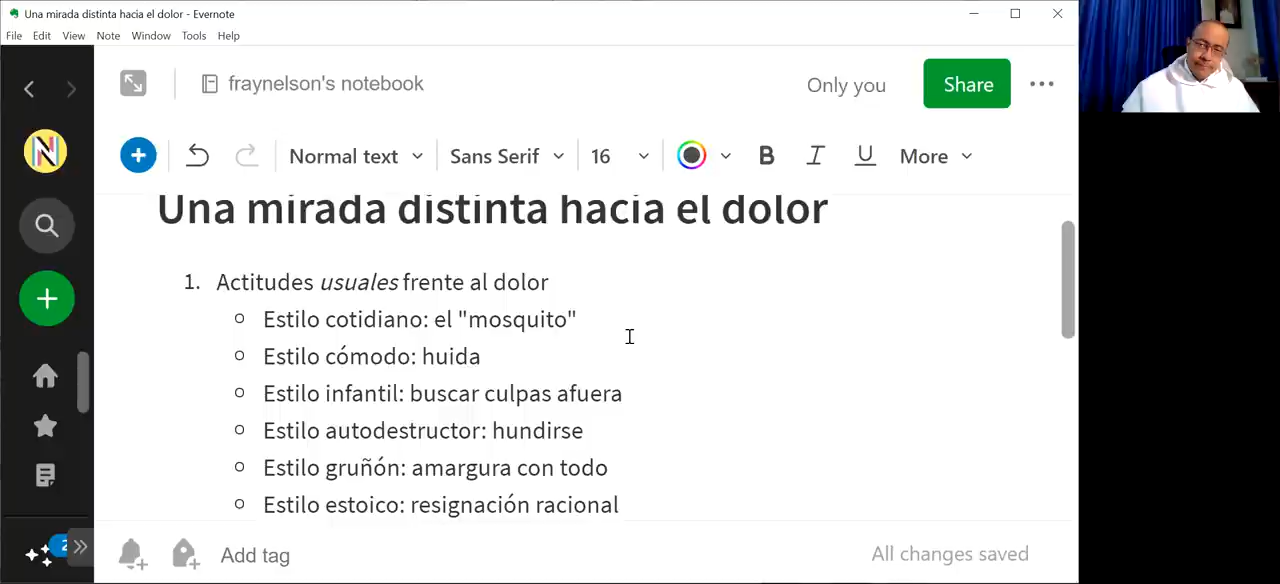 Una mirada distinta hacia el dolor - Evernote
File Edit View Note Window Tools Help
fraynelson's notebook
Only you
Share
Normal text
Sans Serif
16
B I U More
Una mirada distinta hacia el dolor
1. Actitudes usuales frente al dolor
Estilo cotidiano: el "mosquito"
Estilo cómodo: huida
Estilo infantil: buscar culpas afuera
Estilo autodestructor: hundirse
Estilo gruñón: amargura con todo
Estilo estoico: resignación racional
N
2
Add tag
All changes saved